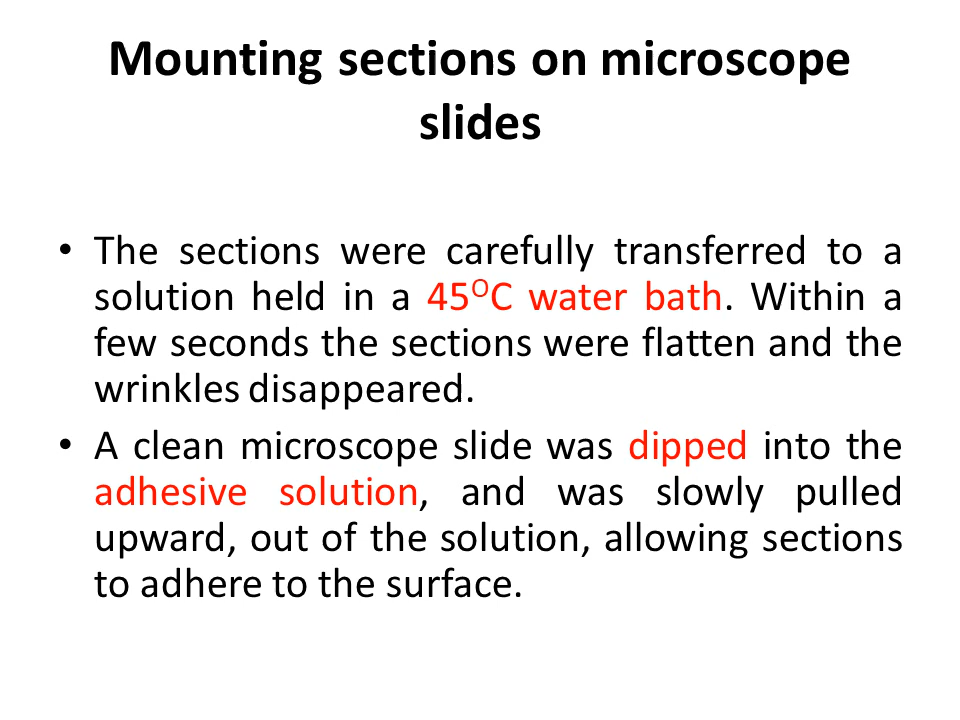 Mounting sections on microscope
slides
• The sections were carefully transferred to a
solution held in a 45ᴼC water bath. Within a
few seconds the sections were flatten and the
wrinkles disappeared.
• A clean microscope slide was dipped into the
adhesive solution, and was slowly pulled
upward, out of the solution, allowing sections
to adhere to the surface.